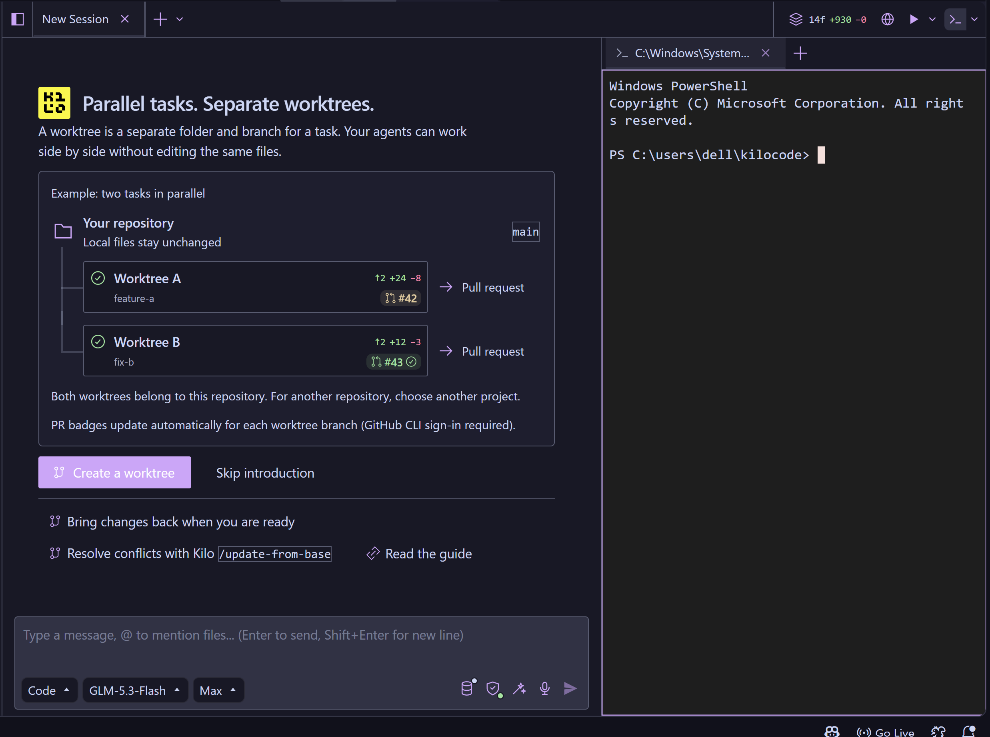 New Session
14f +930 -0
C:\Windows\System...
Windows PowerShell
Copyright (C) Microsoft Corporation. All right
s reserved.
PS C:\users\dell\kilocode>
Parallel tasks. Separate worktrees.
A worktree is a separate folder and branch for a task. Your agents can work
side by side without editing the same files.
Example: two tasks in parallel
Your repository
Local files stay unchanged
main
Worktree A
↑2 +24 −8
feature-a
#42
Pull request
Worktree B
↑2 +12 −3
fix-b
#43
Pull request
Both worktrees belong to this repository. For another repository, choose another project.
PR badges update automatically for each worktree branch (GitHub CLI sign-in required).
Create a worktree
Skip introduction
Bring changes back when you are ready
Resolve conflicts with Kilo /update-from-base
Read the guide
Type a message, @ to mention files... (Enter to send, Shift+Enter for new line)
Code
GLM-5.3-Flash
Max
Go Live